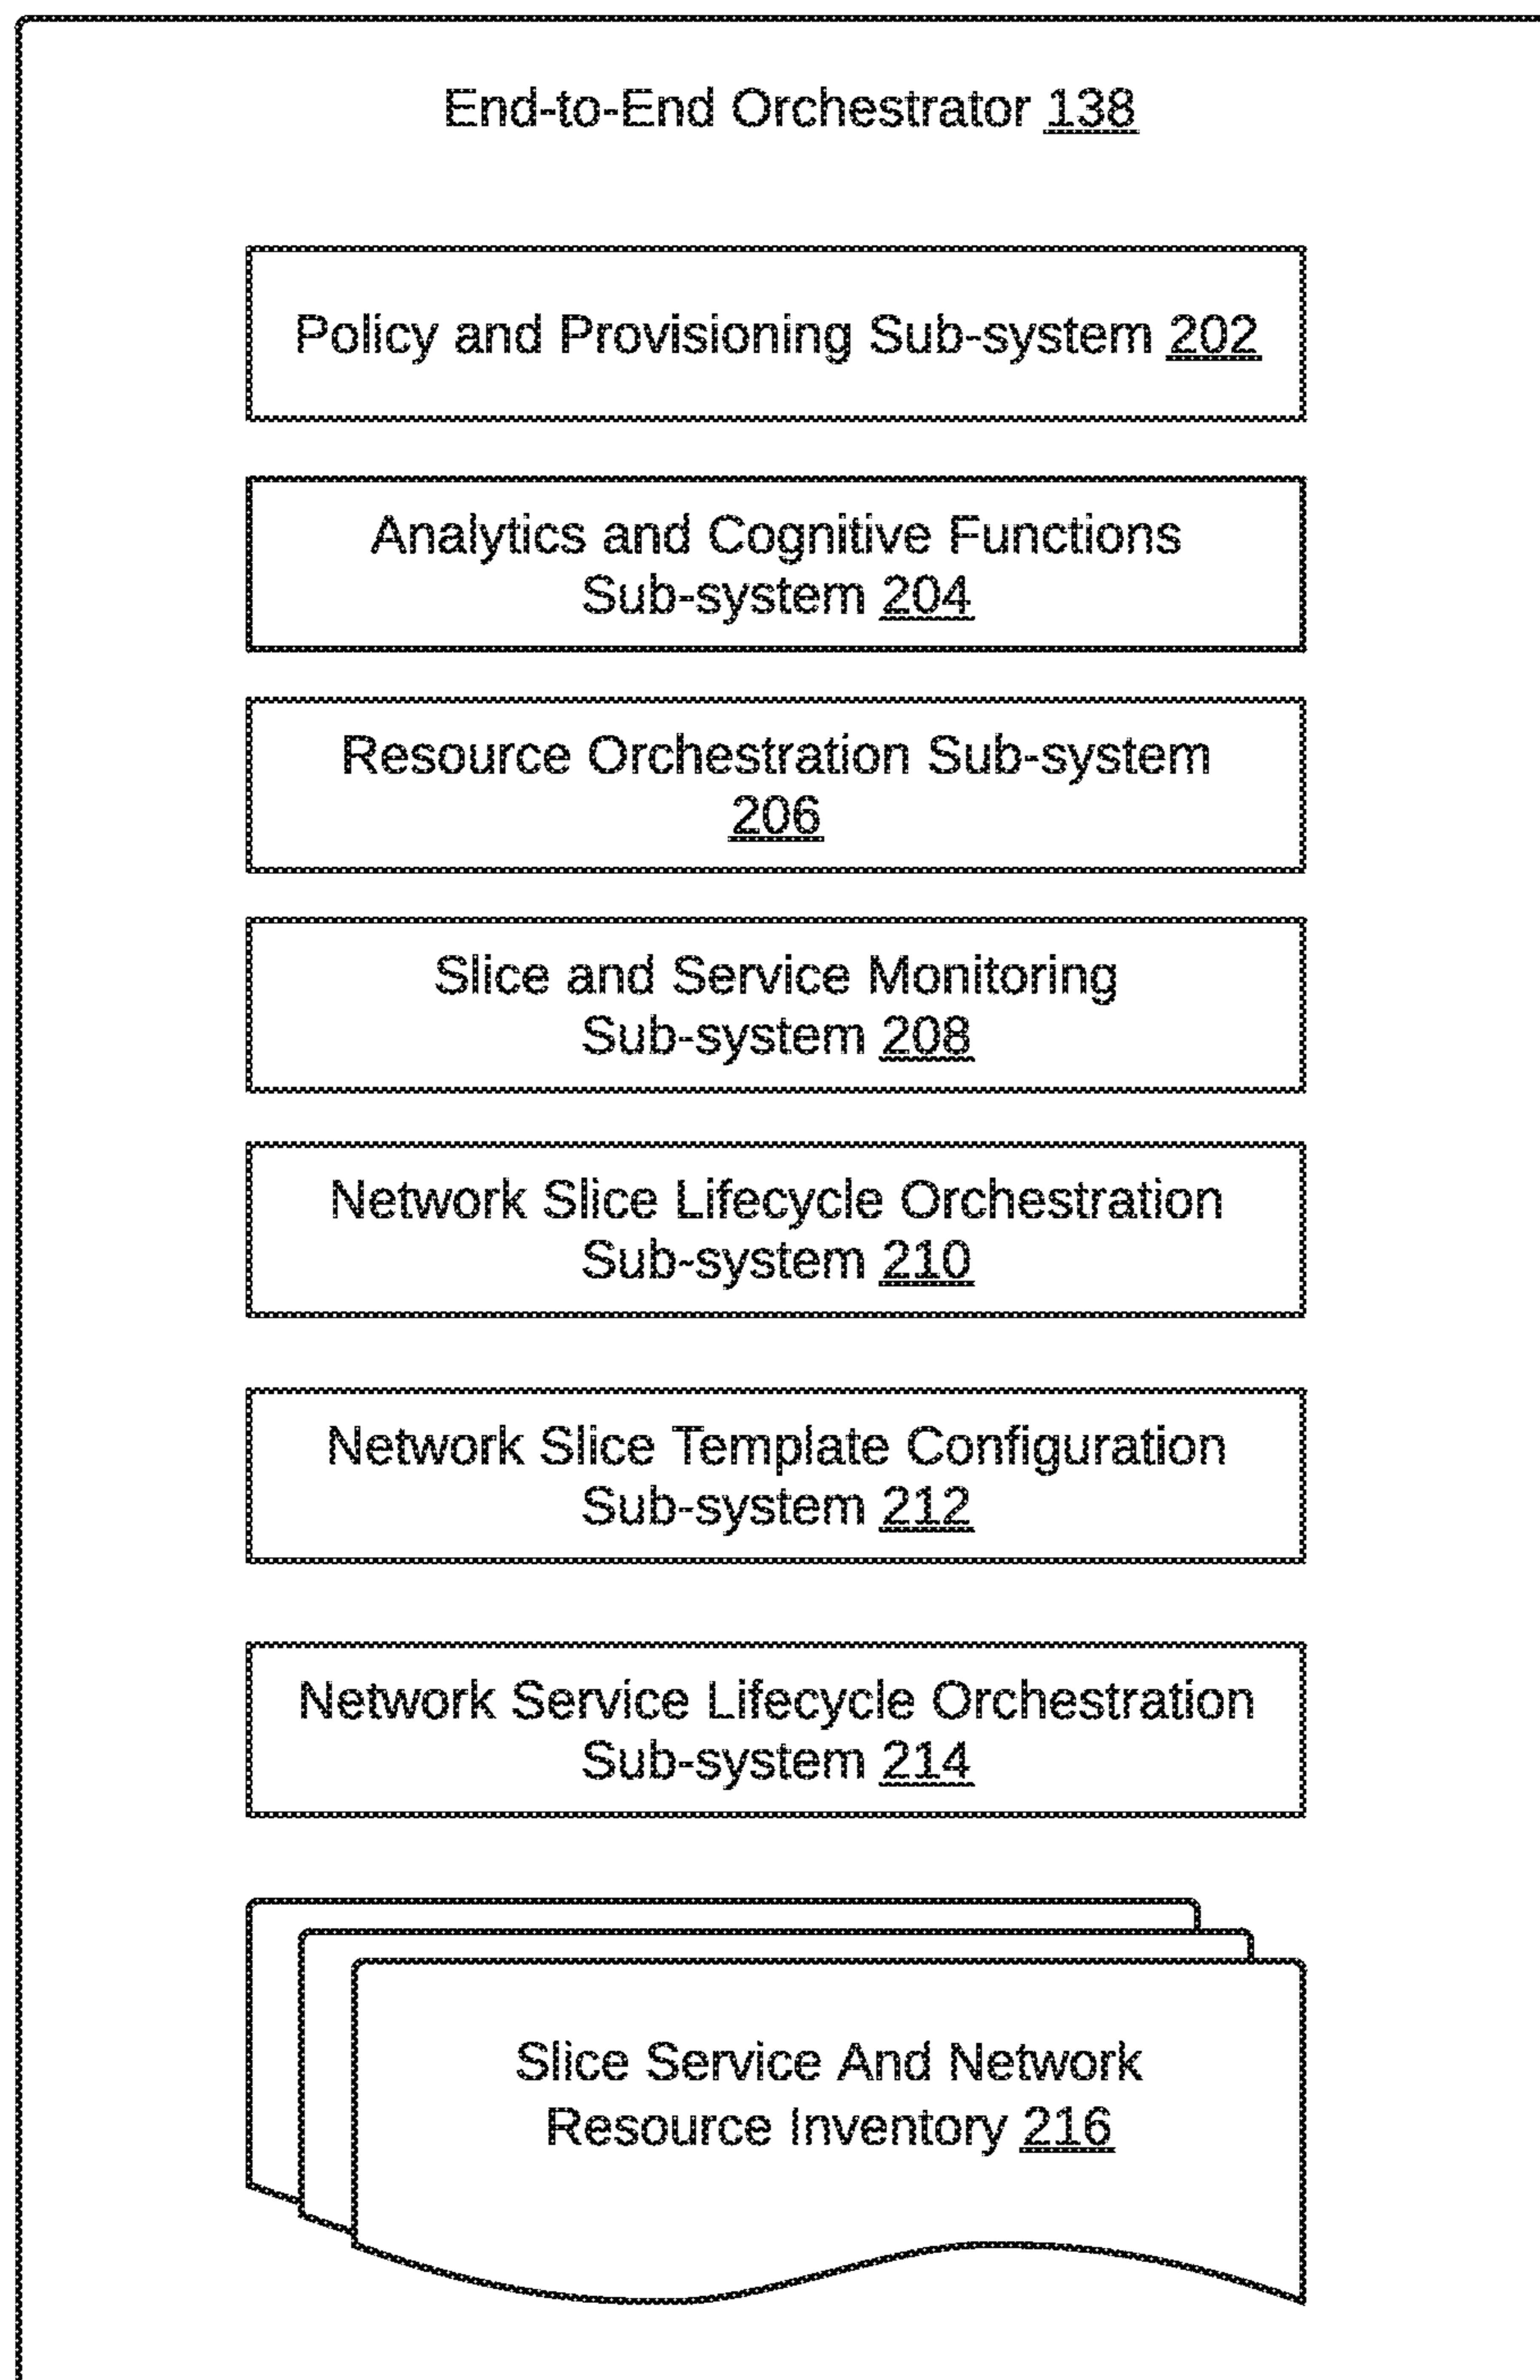 End-to-End Orchestrator 138
Policy and Provisioning Sub-system 202
Analytics and Cognitive Functions
Sub-system 204
Resource Orchestration Sub-system
206
Slice and Service Monitoring
Sub-system 208
Network Slice Lifecycle Orchestration
Sub-system 210
Network Slice Template Configuration
Sub-system 212
Network Service Lifecycle Orchestration
Sub-system 214
Slice Service And Network
Resource Inventory 216